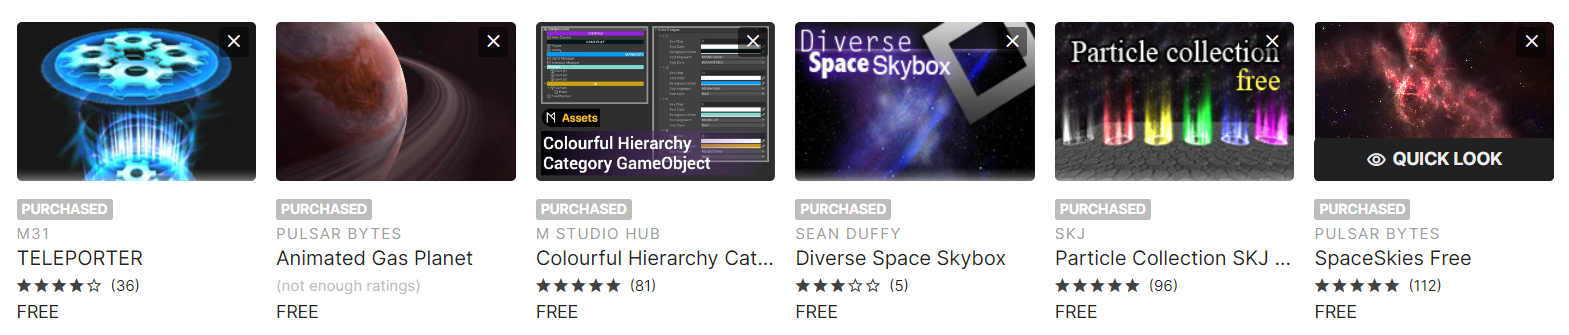 Colourful Hierarchy
Category GameObject
M Assets
Diverse
Space Skybox
Particle collection
free
QUICK LOOK
PURCHASED
M31
TELEPORTER
(36)
FREE
PURCHASED
PULSAR BYTES
Animated Gas Planet
(not enough ratings)
FREE
PURCHASED
M STUDIO HUB
Colourful Hierarchy Cat...
(81)
FREE
PURCHASED
SEAN DUFFY
Diverse Space Skybox
(5)
FREE
PURCHASED
SKJ
Particle Collection SKJ ...
(96)
FREE
PURCHASED
PULSAR BYTES
SpaceSkies Free
(112)
FREE